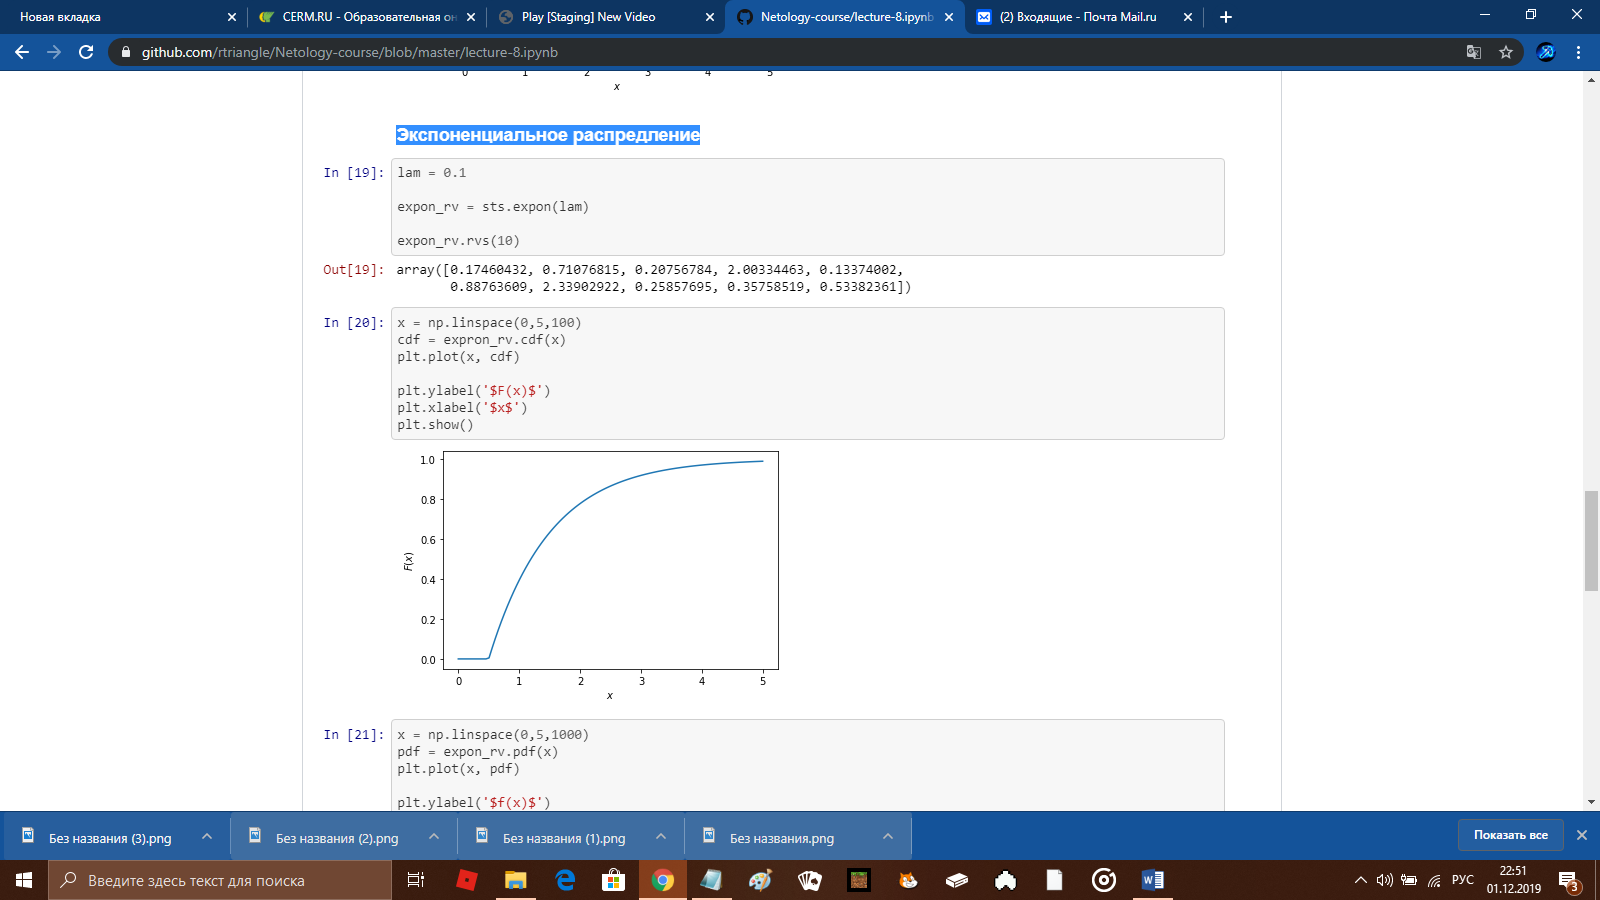 Новая вкладка
CERM.RU - Образовательная он
Play [Staging] New Video
Netology-course/lecture-8.ipynb
(2) Входящие - Почта Mail.ru
github.com/rtriangle/Netology-course/blob/master/lecture-8.ipynb
0 1 2 3 4 5
x
Экспоненциальное распредление
In [19]: lam = 0.1
expon_rv = sts.expon(lam)
expon_rv.rvs(10)
Out[19]: array([0.17460432, 0.71076815, 0.20756784, 2.00334463, 0.13374002,
0.88763609, 2.33902922, 0.25857695, 0.35758519, 0.53382361])
In [20]: x = np.linspace(0,5,100)
cdf = expron_rv.cdf(x)
plt.plot(x, cdf)
plt.ylabel('$F(x)$')
plt.xlabel('$x$')
plt.show()
1.0
0.8
0.6
F(x)
0.4
0.2
0.0
0 1 2 3 4 5
x
In [21]: x = np.linspace(0,5,1000)
pdf = expon_rv.pdf(x)
plt.plot(x, pdf)
plt.ylabel('$f(x)$')
Без названия (3).png
Без названия (2).png
Без названия (1).png
Без названия.png
Показать все
Введите здесь текст для поиска
РУС
22:51
01.12.2019
3